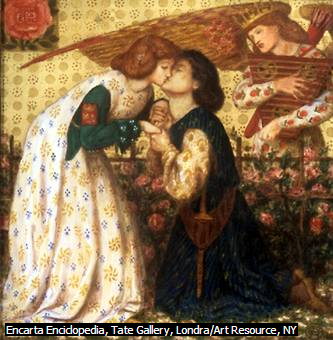 Encarta Enciclopedia, Tate Gallery, Londra/Art Resource, NY